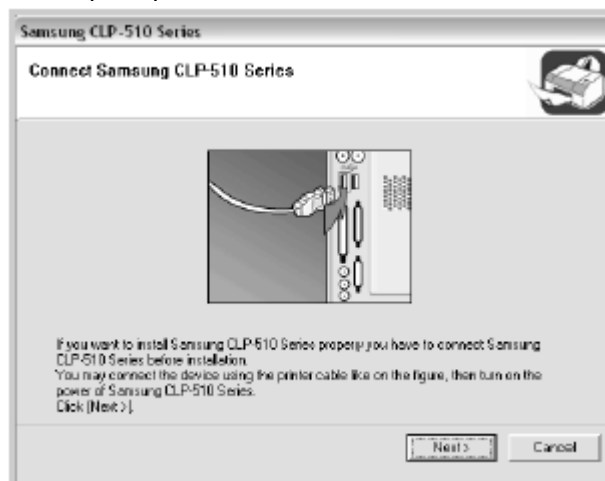 Samsung CLP-510 Series
Connect Samsung CLP-510 Series
If you want to install Samsung CLP-510 Series properly you have to connect Samsung
CLP-510 Series before installation.
You may connect the device using the printer cable like on the figure, then turn on the
power of Samsung CLP-510 Series.
Click [Next >].
Next >
Cancel